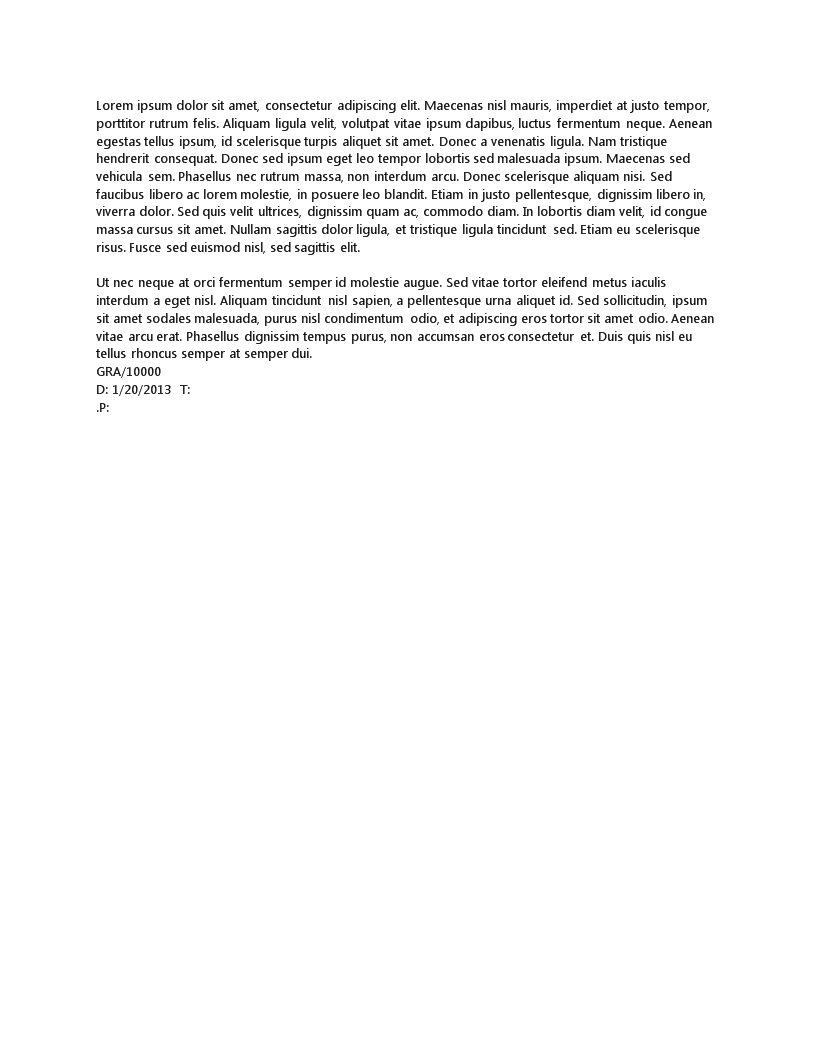 Lorem ipsum dolor sit amet, consectetur adipiscing elit. Maecenas nisl mauris, imperdiet at justo tempor,
porttitor rutrum felis. Aliquam ligula velit, volutpat vitae ipsum dapibus, luctus fermentum neque. Aenean
egestas tellus ipsum, id scelerisque turpis aliquet sit amet. Donec a venenatis ligula. Nam tristique
hendrerit consequat. Donec sed ipsum eget leo tempor lobortis sed malesuada ipsum. Maecenas sed
vehicula sem. Phasellus nec rutrum massa, non interdum arcu. Donec scelerisque aliquam nisi. Sed
faucibus libero ac lorem molestie, in posuere leo blandit. Etiam in justo pellentesque, dignissim libero in,
viverra dolor. Sed quis velit ultrices, dignissim quam ac, commodo diam. In lobortis diam velit, id congue
massa cursus sit amet. Nullam sagittis dolor ligula, et tristique ligula tincidunt sed. Etiam eu scelerisque
risus. Fusce sed euismod nisl, sed sagittis elit.
Ut nec neque at orci fermentum semper id molestie augue. Sed vitae tortor eleifend metus iaculis
interdum a eget nisl. Aliquam tincidunt nisl sapien, a pellentesque urna aliquet id. Sed sollicitudin, ipsum
sit amet sodales malesuada, purus nisl condimentum odio, et adipiscing eros tortor sit amet odio. Aenean
vitae arcu erat. Phasellus dignissim tempus purus, non accumsan eros consectetur et. Duis quis nisl eu
tellus rhoncus semper at semper dui.
GRA/10000
D: 1/20/2013 T:
.P: